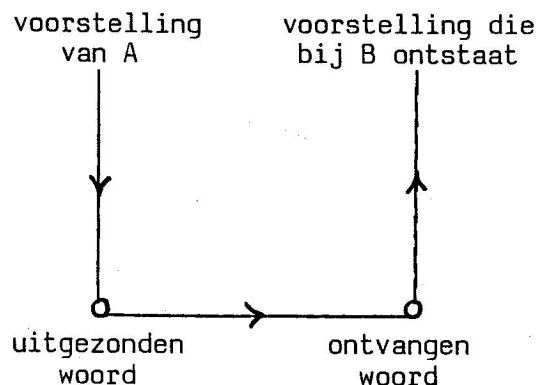 voorstelling
van A
voorstelling die
bij B ontstaat
uitgezonden
woord
ontvangen
woord